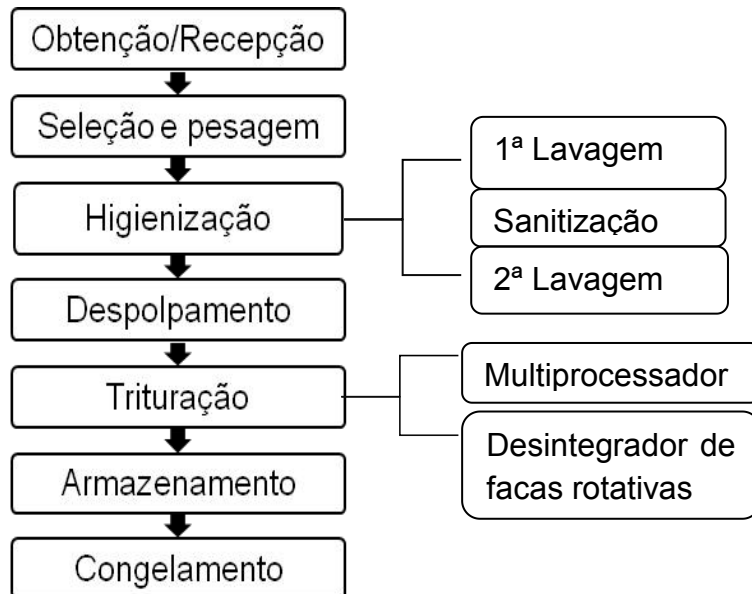 Obtenção/Recepção
Seleção e pesagem
Higienização
1ª Lavagem
Sanitização
2ª Lavagem
Despolpamento
Trituração
Multiprocessador
Desintegrador de
facas rotativas
Armazenamento
Congelamento